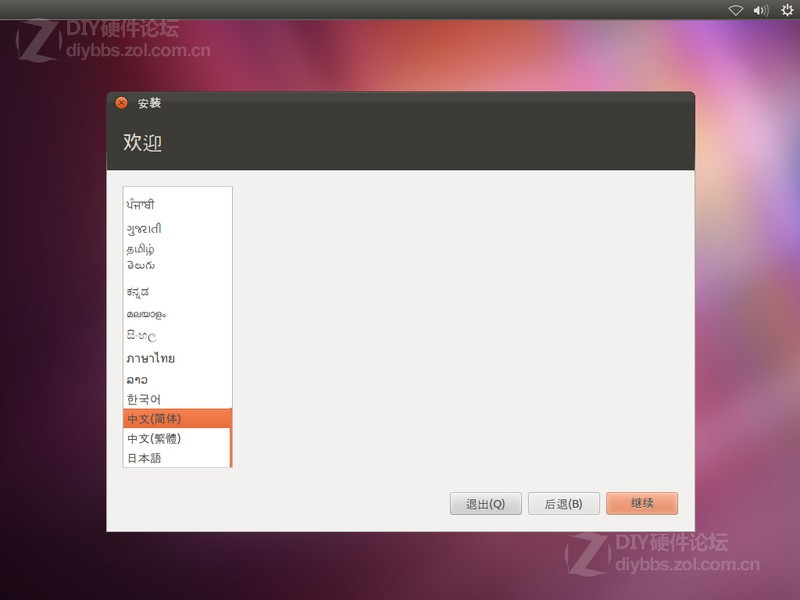 DIY硬件论坛
diybbs.zol.com.cn
安装
欢迎
ਪੰਜਾਬੀ
ગુજરાતી
தமிழ்
తెలుగు
ಕನ್ನಡ
മലയാളം
සිංහල
ภาษาไทย
ລາວ
한국어
中文(简体)
中文(繁體)
日本語
退出(Q)
后退(B)
继续
DIY硬件论坛
diybbs.zol.com.cn